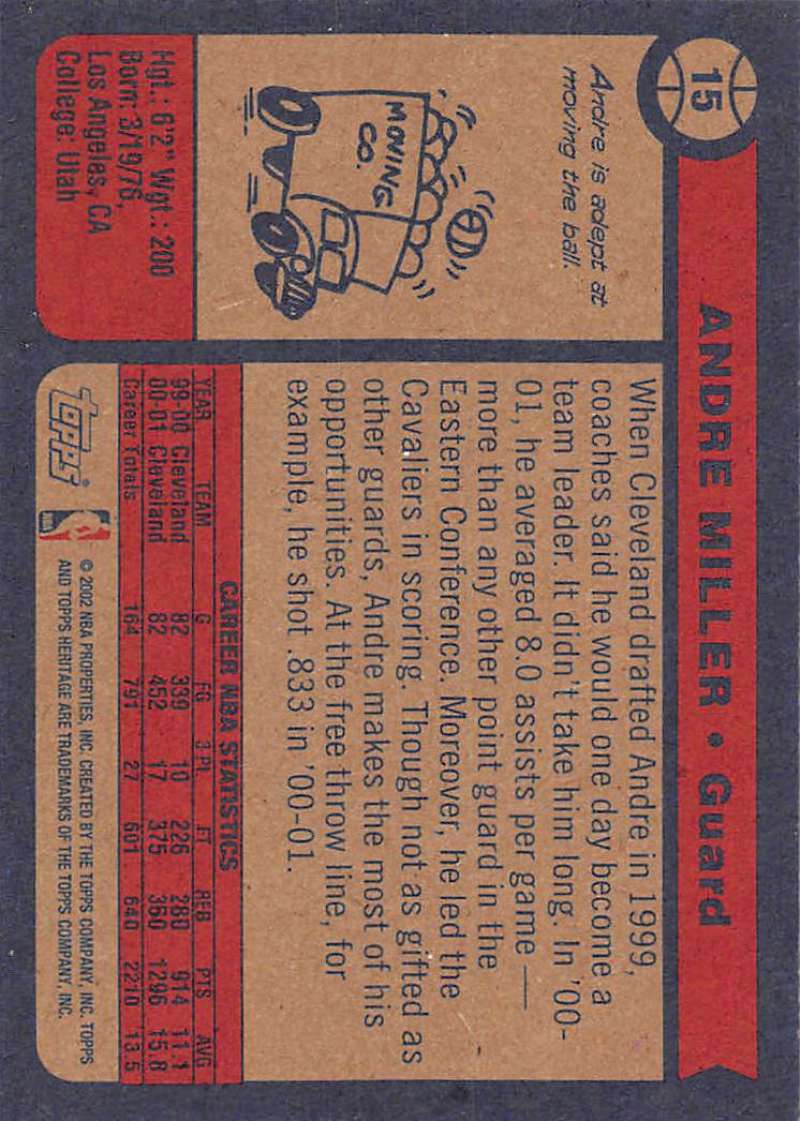 15
ANDRE MILLER • Guard
Andre is adept at
moving the ball.
MOVING
CO.
Hgt.: 6'2" Wgt.: 200
Born: 3/19/76,
Los Angeles, CA
College: Utah
When Cleveland drafted Andre in 1999,
coaches said he would one day become a
team leader. It didn't take him long. In '00-
01, he averaged 8.0 assists per game —
more than any other point guard in the
Eastern Conference. Moreover, he led the
Cavaliers in scoring. Though not as gifted as
other guards, Andre makes the most of his
opportunities. At the free throw line, for
example, he shot .833 in '00-01.
CAREER NBA STATISTICS
YEAR TEAM G FG 3 PT FT REB PTS AVG
99-00 Cleveland 82 339 10 226 280 914 11.1
00-01 Cleveland 82 452 17 375 360 1296 15.8
Career Totals 164 791 27 601 640 2210 13.5
Topps®
© 2002 NBA PROPERTIES, INC. CREATED BY THE TOPPS COMPANY, INC. TOPPS
AND TOPPS HERITAGE ARE TRADEMARKS OF THE TOPPS COMPANY, INC.